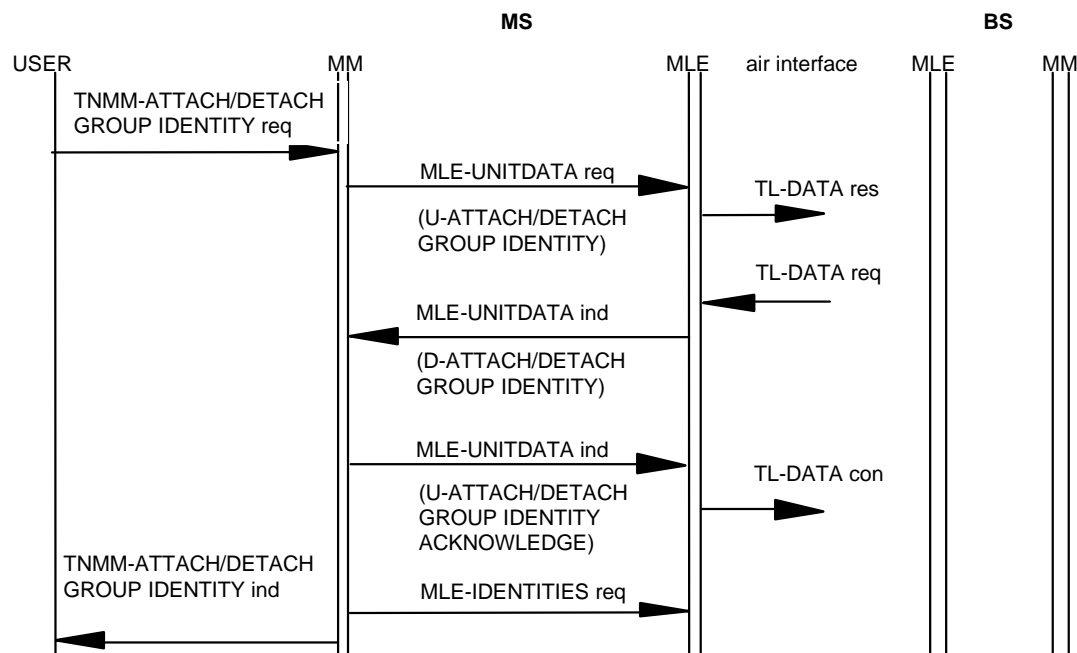 MS BS
USER MM MLE air interface MLE MM
TNMM-ATTACH/DETACH
GROUP IDENTITY req
MLE-UNITDATA req
TL-DATA res
(U-ATTACH/DETACH
GROUP IDENTITY)
TL-DATA req
MLE-UNITDATA ind
(D-ATTACH/DETACH
GROUP IDENTITY)
MLE-UNITDATA ind
TL-DATA con
(U-ATTACH/DETACH
GROUP IDENTITY
ACKNOWLEDGE)
TNMM-ATTACH/DETACH
GROUP IDENTITY ind
MLE-IDENTITIES req